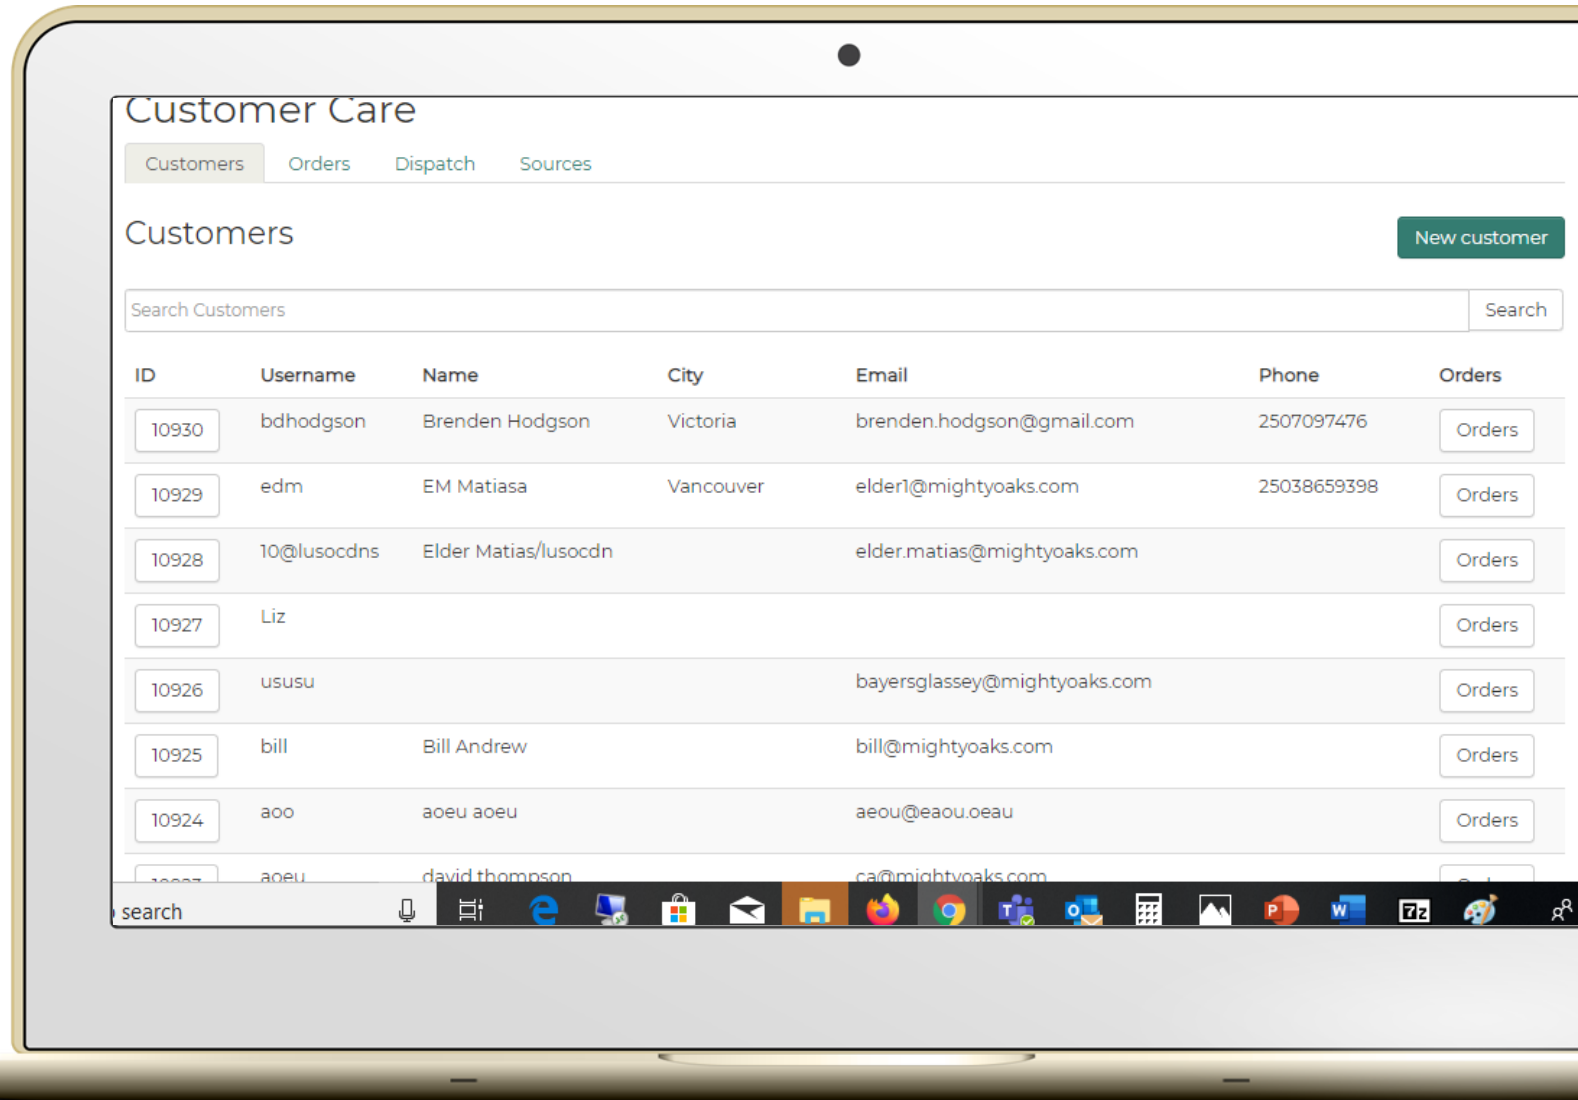 Customer Care
Customers Orders Dispatch Sources
Customers
New customer
Search Customers Search
ID Username Name City Email Phone Orders
10930 bdhodgson Brenden Hodgson Victoria brenden.hodgson@gmail.com 2507097476 Orders
10929 edm EM Matiasa Vancouver elder1@mightyoaks.com 25038659398 Orders
10928 10@lusocdns Elder Matias/lusocdn elder.matias@mightyoaks.com Orders
10927 Liz Orders
10926 ususu bayersglassey@mightyoaks.com Orders
10925 bill Bill Andrew bill@mightyoaks.com Orders
10924 aoo aoeu aoeu aeou@eaou.oeau Orders
aoeu david thompson ca@mightyoaks.com
search